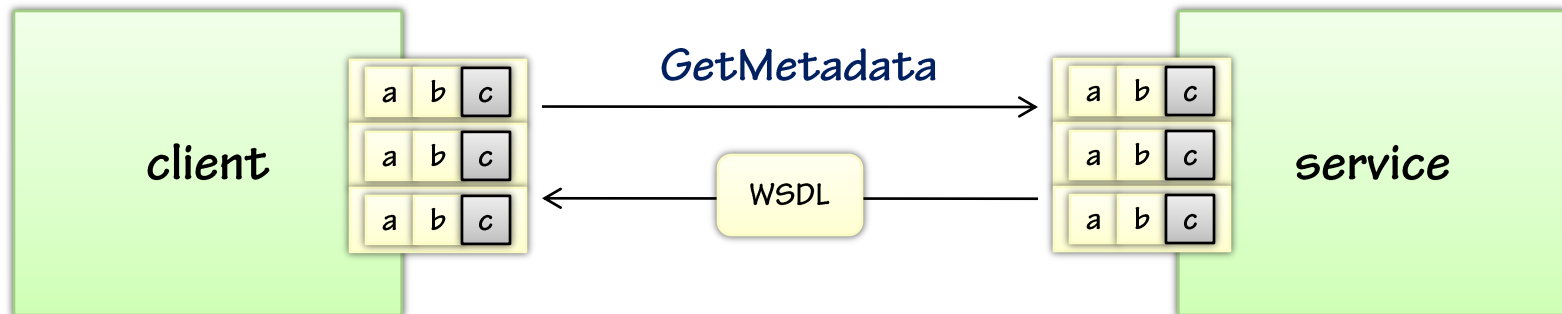 GetMetadata
a b c
a b c
a b c
client
WSDL
a b c
a b c
a b c
service